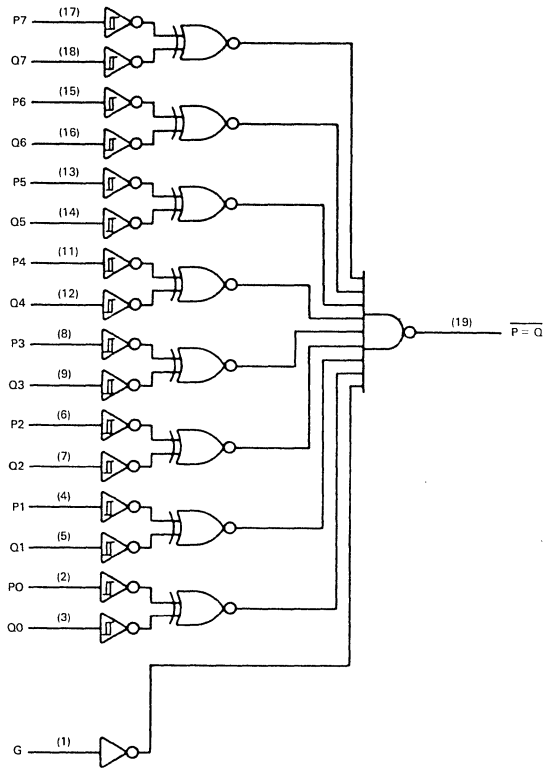 P7 (17)
Q7 (18)
P6 (15)
Q6 (16)
P5 (13)
Q5 (14)
P4 (11)
Q4 (12)
P3 (8)
Q3 (9)
P2 (6)
Q2 (7)
P1 (4)
Q1 (5)
P0 (2)
Q0 (3)
G (1)
(19) P = Q